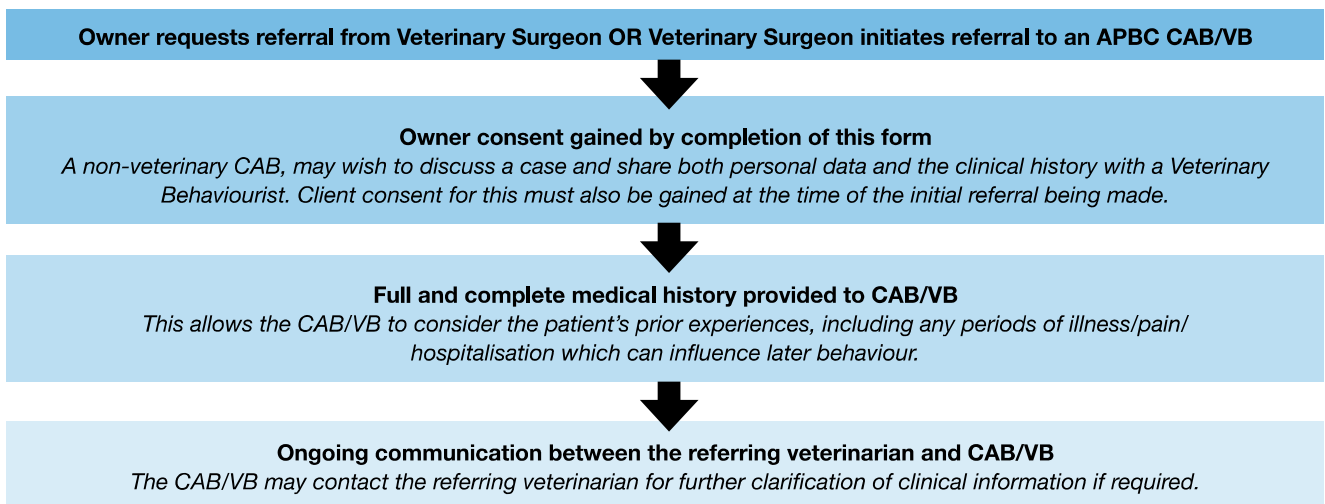 Owner requests referral from Veterinary Surgeon OR Veterinary Surgeon initiates referral to an APBC CAB/VB
Owner consent gained by completion of this form
A non-veterinary CAB, may wish to discuss a case and share both personal data and the clinical history with a Veterinary
Behaviourist. Client consent for this must also be gained at the time of the initial referral being made.
Full and complete medical history provided to CAB/VB
This allows the CAB/VB to consider the patient’s prior experiences, including any periods of illness/pain/
hospitalisation which can influence later behaviour.
Ongoing communication between the referring veterinarian and CAB/VB
The CAB/VB may contact the referring veterinarian for further clarification of clinical information if required.